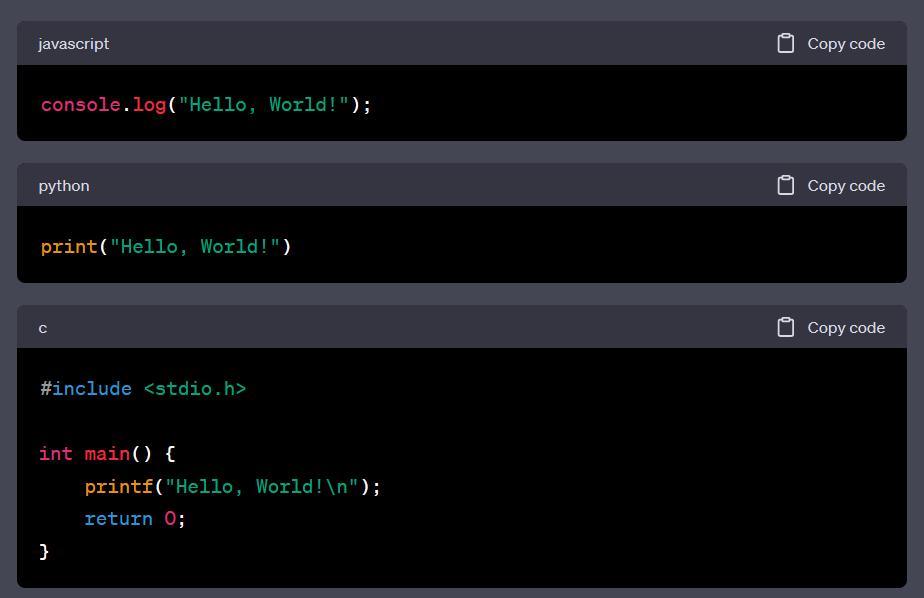 javascript Copy code
console.log("Hello, World!");
python Copy code
print("Hello, World!")
c Copy code
#include <stdio.h>
int main() {
    printf("Hello, World!\n");
    return 0;
}